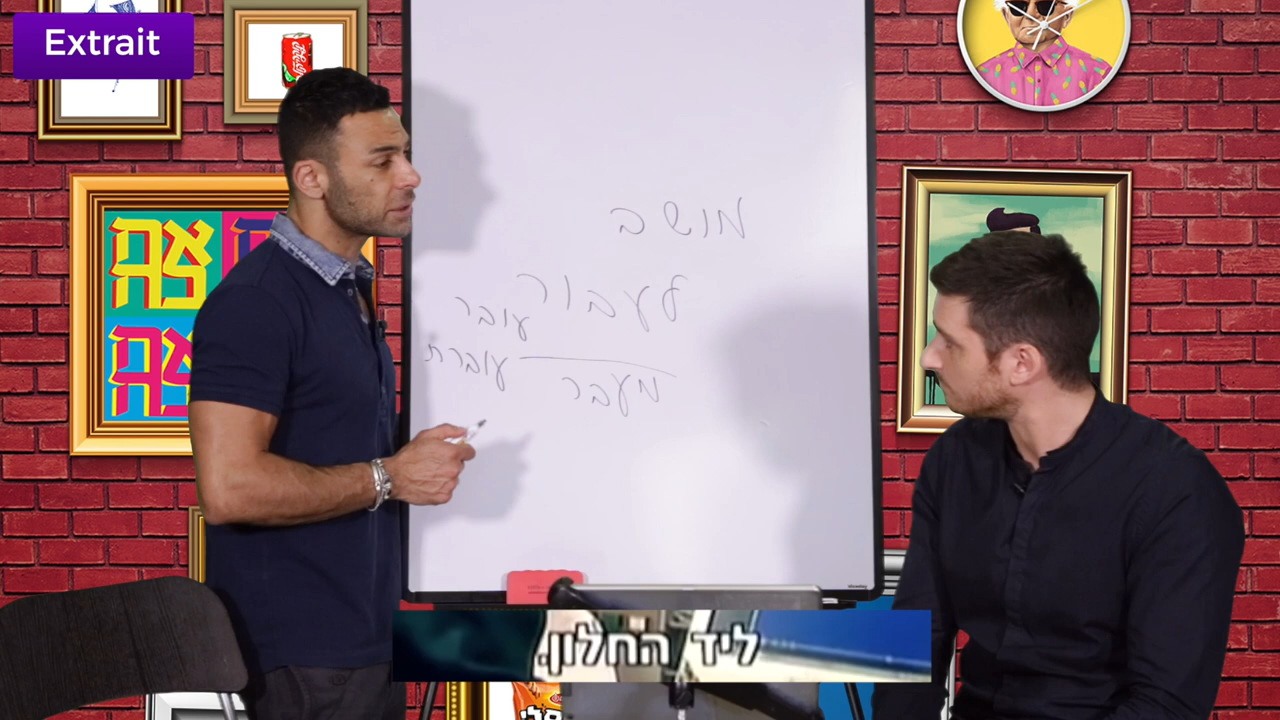 Extrait
מושב
לעבור
עובר
עוברת
מעבר
ליד החלון.